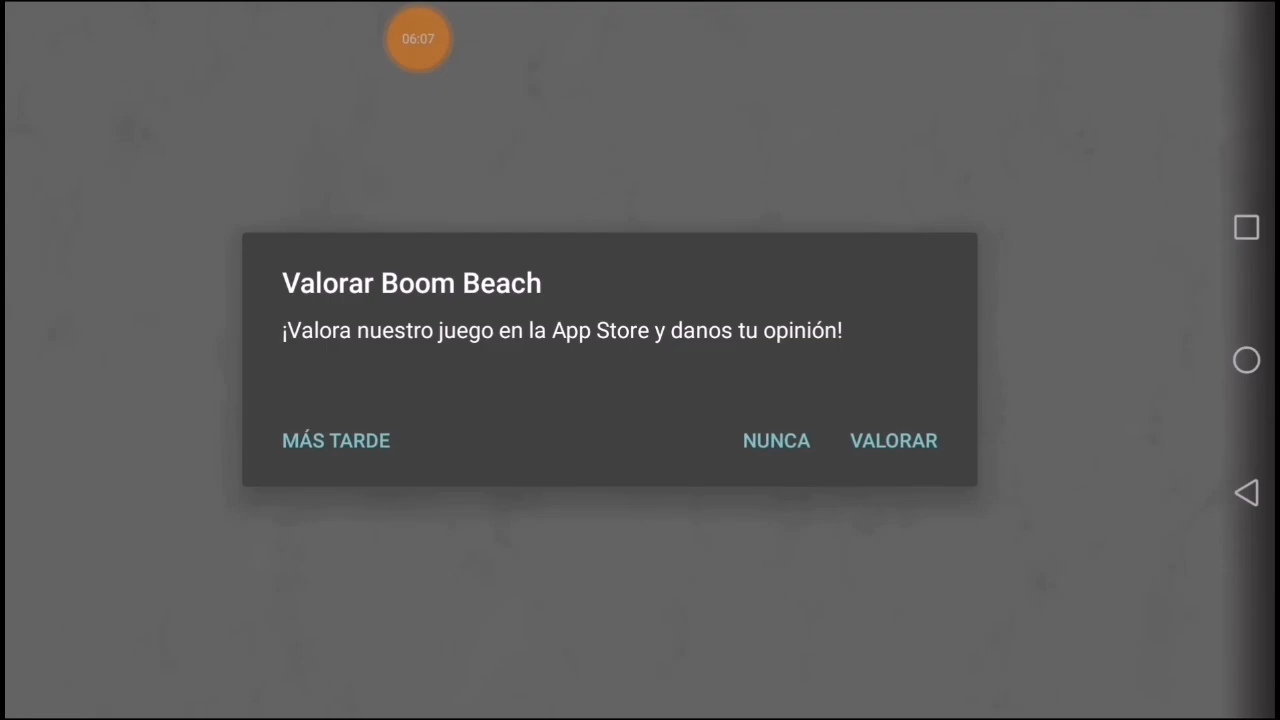 06:07
Valorar Boom Beach
¡Valora nuestro juego en la App Store y danos tu opinión!
MÁS TARDE NUNCA VALORAR